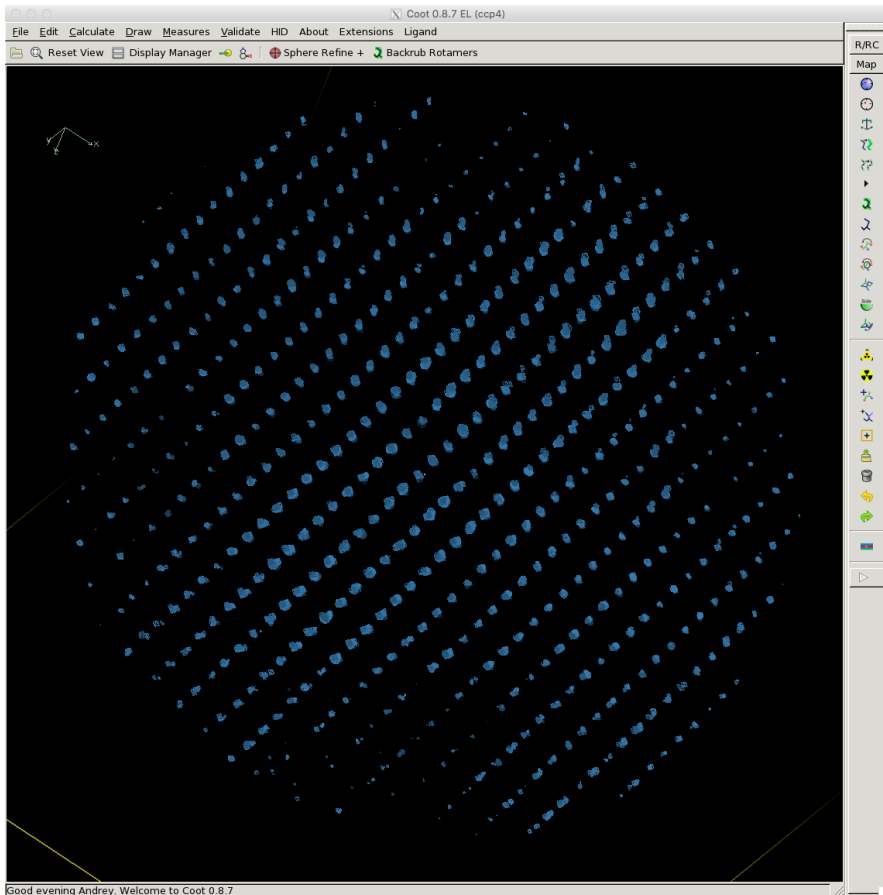 Coot 0.8.7 EL (ccp4)
File Edit Calculate Draw Measures Validate HID About Extensions Ligand
Reset View Display Manager Sphere Refine + Backrub Rotamers
R/RC
Map
y x
z
Side
Good evening Andrey. Welcome to Coot 0.8.7